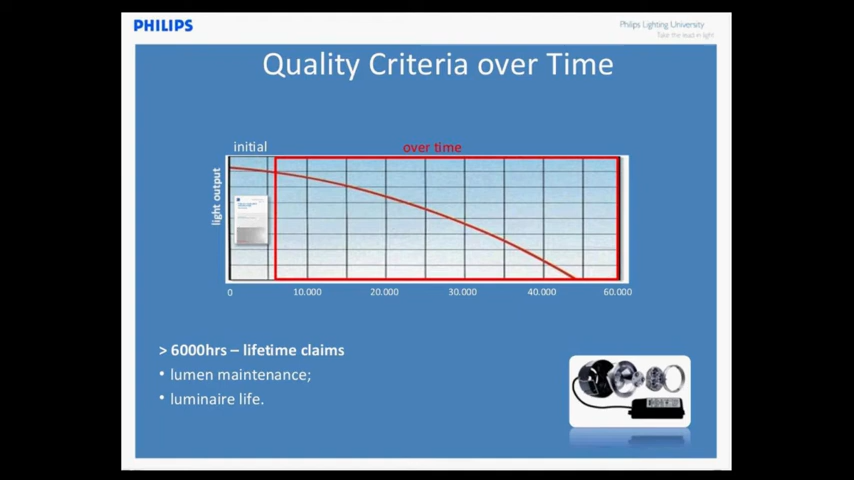 PHILIPS
Philips Lighting University
Take the lead in light
Quality Criteria over Time
initial
over time
light output
0
10.000
20.000
30.000
40.000
60.000
> 6000hrs – lifetime claims
• lumen maintenance;
• luminaire life.